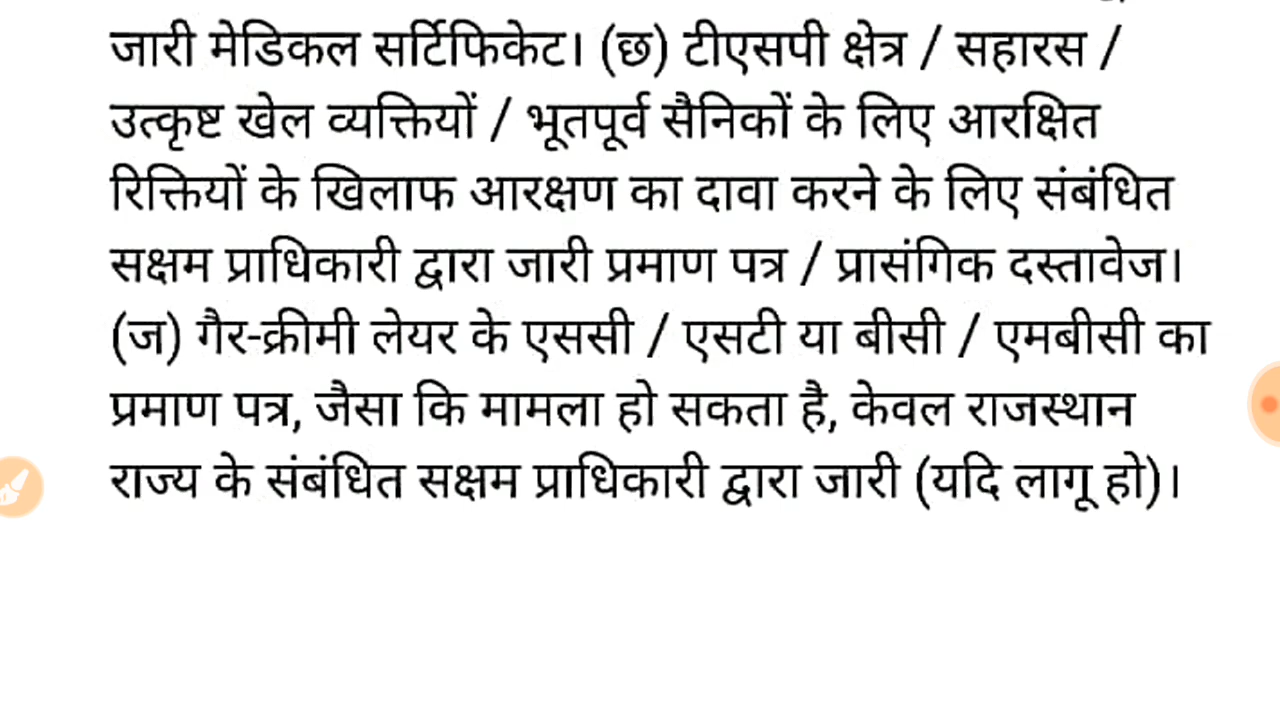 जारी मेडिकल सर्टिफिकेट। (छ) टीएसपी क्षेत्र / सहारस /
उत्कृष्ट खेल व्यक्तियों / भूतपूर्व सैनिकों के लिए आरक्षित
रिक्तियों के खिलाफ आरक्षण का दावा करने के लिए संबंधित
सक्षम प्राधिकारी द्वारा जारी प्रमाण पत्र / प्रासंगिक दस्तावेज।
(ज) गैर-क्रीमी लेयर के एससी / एसटी या बीसी / एमबीसी का
प्रमाण पत्र, जैसा कि मामला हो सकता है, केवल राजस्थान
राज्य के संबंधित सक्षम प्राधिकारी द्वारा जारी (यदि लागू हो)।